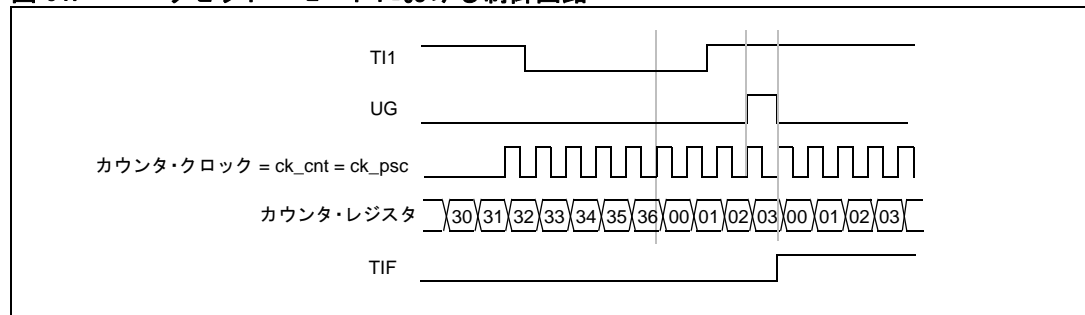 TI1
UG
カウンタ・クロック = ck_cnt = ck_psc
カウンタ・レジスタ 30 31 32 33 34 35 36 00 01 02 03 00 01 02 03
TIF